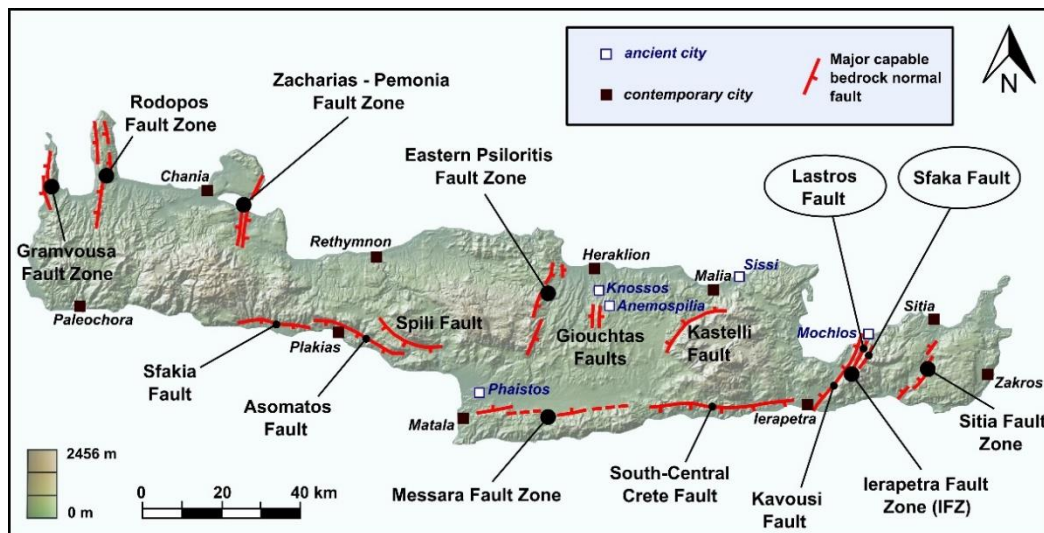 ancient city
contemporary city
Major capable
bedrock normal
fault
N
Zacharias - Pemonia
Fault Zone
Rodopos
Fault Zone
Eastern Psiloritis
Fault Zone
Lastros
Fault
Sfaka Fault
Chania
Gramvousa
Fault Zone
Rethymnon
Heraklion
Sissi
Malia
Knossos
Anemospilia
Paleochora
Plakias
Spili Fault
Giouchtas
Faults
Kastelli
Fault
Mochlos
Sitia
Sfakia
Fault
Asomatos
Fault
Phaistos
Matala
Ierapetra
Zakros
Messara Fault Zone
South-Central
Crete Fault
Kavousi
Fault
Ierapetra Fault
Zone (IFZ)
Sitia Fault
Zone
2456 m
0 m
0 20 40 km